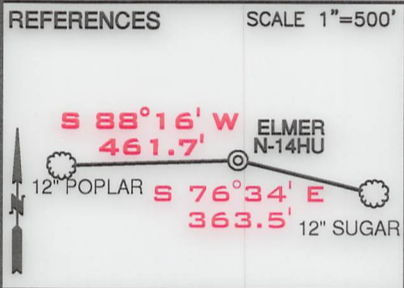 REFERENCES
SCALE 1"=500'
S 88°16' W
461.7'
ELMER
N-14HU
12" POPLAR
S 76°34' E
363.5'
12" SUGAR
N